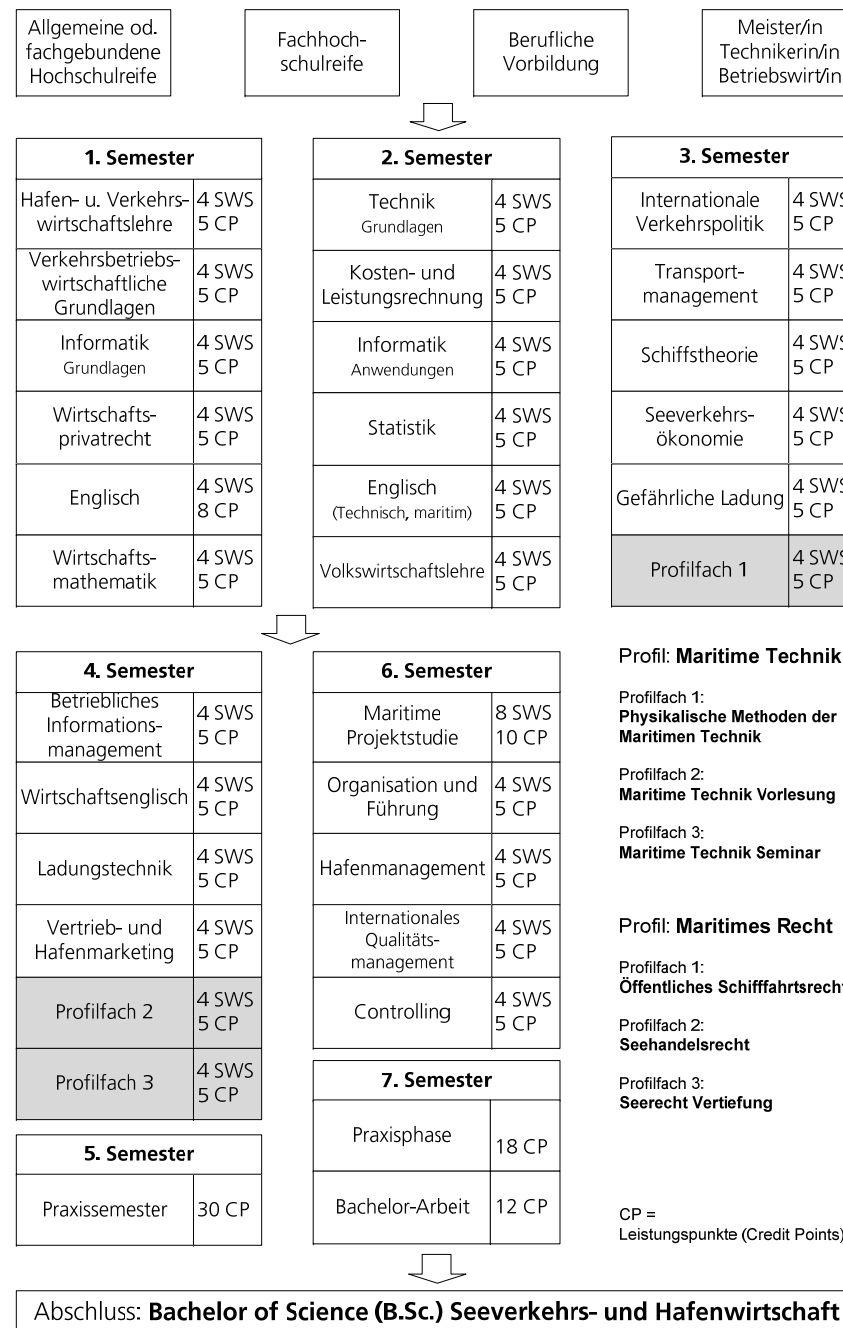 Allgemeine od.
fachgebundene
Hochschulreife
Fachhoch-
schulreife
Berufliche
Vorbildung
Meister/in
Technikerin/in
Betriebswirt/in
1. Semester
Hafen- u. Verkehrs-
wirtschaftslehre
4 SWS
5 CP
Verkehrsbetriebs-
wirtschaftliche
Grundlagen
4 SWS
5 CP
Informatik
Grundlagen
4 SWS
5 CP
Wirtschafts-
privatrecht
4 SWS
5 CP
Englisch
4 SWS
8 CP
Wirtschafts-
mathematik
4 SWS
5 CP
2. Semester
Technik
Grundlagen
4 SWS
5 CP
Kosten- und
Leistungsrechnung
4 SWS
5 CP
Informatik
Anwendungen
4 SWS
5 CP
Statistik
4 SWS
5 CP
Englisch
(Technisch, maritim)
4 SWS
5 CP
Volkswirtschaftslehre
4 SWS
5 CP
3. Semester
Internationale
Verkehrspolitik
4 SWS
5 CP
Transport-
management
4 SWS
5 CP
Schiffstheorie
4 SWS
5 CP
Seeverkehrs-
ökonomie
4 SWS
5 CP
Gefährliche Ladung
4 SWS
5 CP
Profilfach 1
4 SWS
5 CP
4. Semester
Betriebliches
Informations-
management
4 SWS
5 CP
Wirtschaftsenglisch
4 SWS
5 CP
Ladungstechnik
4 SWS
5 CP
Vertrieb- und
Hafenmarketing
4 SWS
5 CP
Profilfach 2
4 SWS
5 CP
Profilfach 3
4 SWS
5 CP
5. Semester
Praxissemester
30 CP
6. Semester
Maritime
Projektstudie
8 SWS
10 CP
Organisation und
Führung
4 SWS
5 CP
Hafenmanagement
4 SWS
5 CP
Internationales
Qualitäts-
management
4 SWS
5 CP
Controlling
4 SWS
5 CP
7. Semester
Praxisphase
18 CP
Bachelor-Arbeit
12 CP
Profil: Maritime Technik
Profilfach 1:
Physikalische Methoden der
Maritimen Technik
Profilfach 2:
Maritime Technik Vorlesung
Profilfach 3:
Maritime Technik Seminar
Profil: Maritimes Recht
Profilfach 1:
Öffentliches Schifffahrtsrecht
Profilfach 2:
Seehandelsrecht
Profilfach 3:
Seerecht Vertiefung
CP =
Leistungspunkte (Credit Points)
Abschluss: Bachelor of Science (B.Sc.) Seeverkehrs- und Hafenwirtschaft